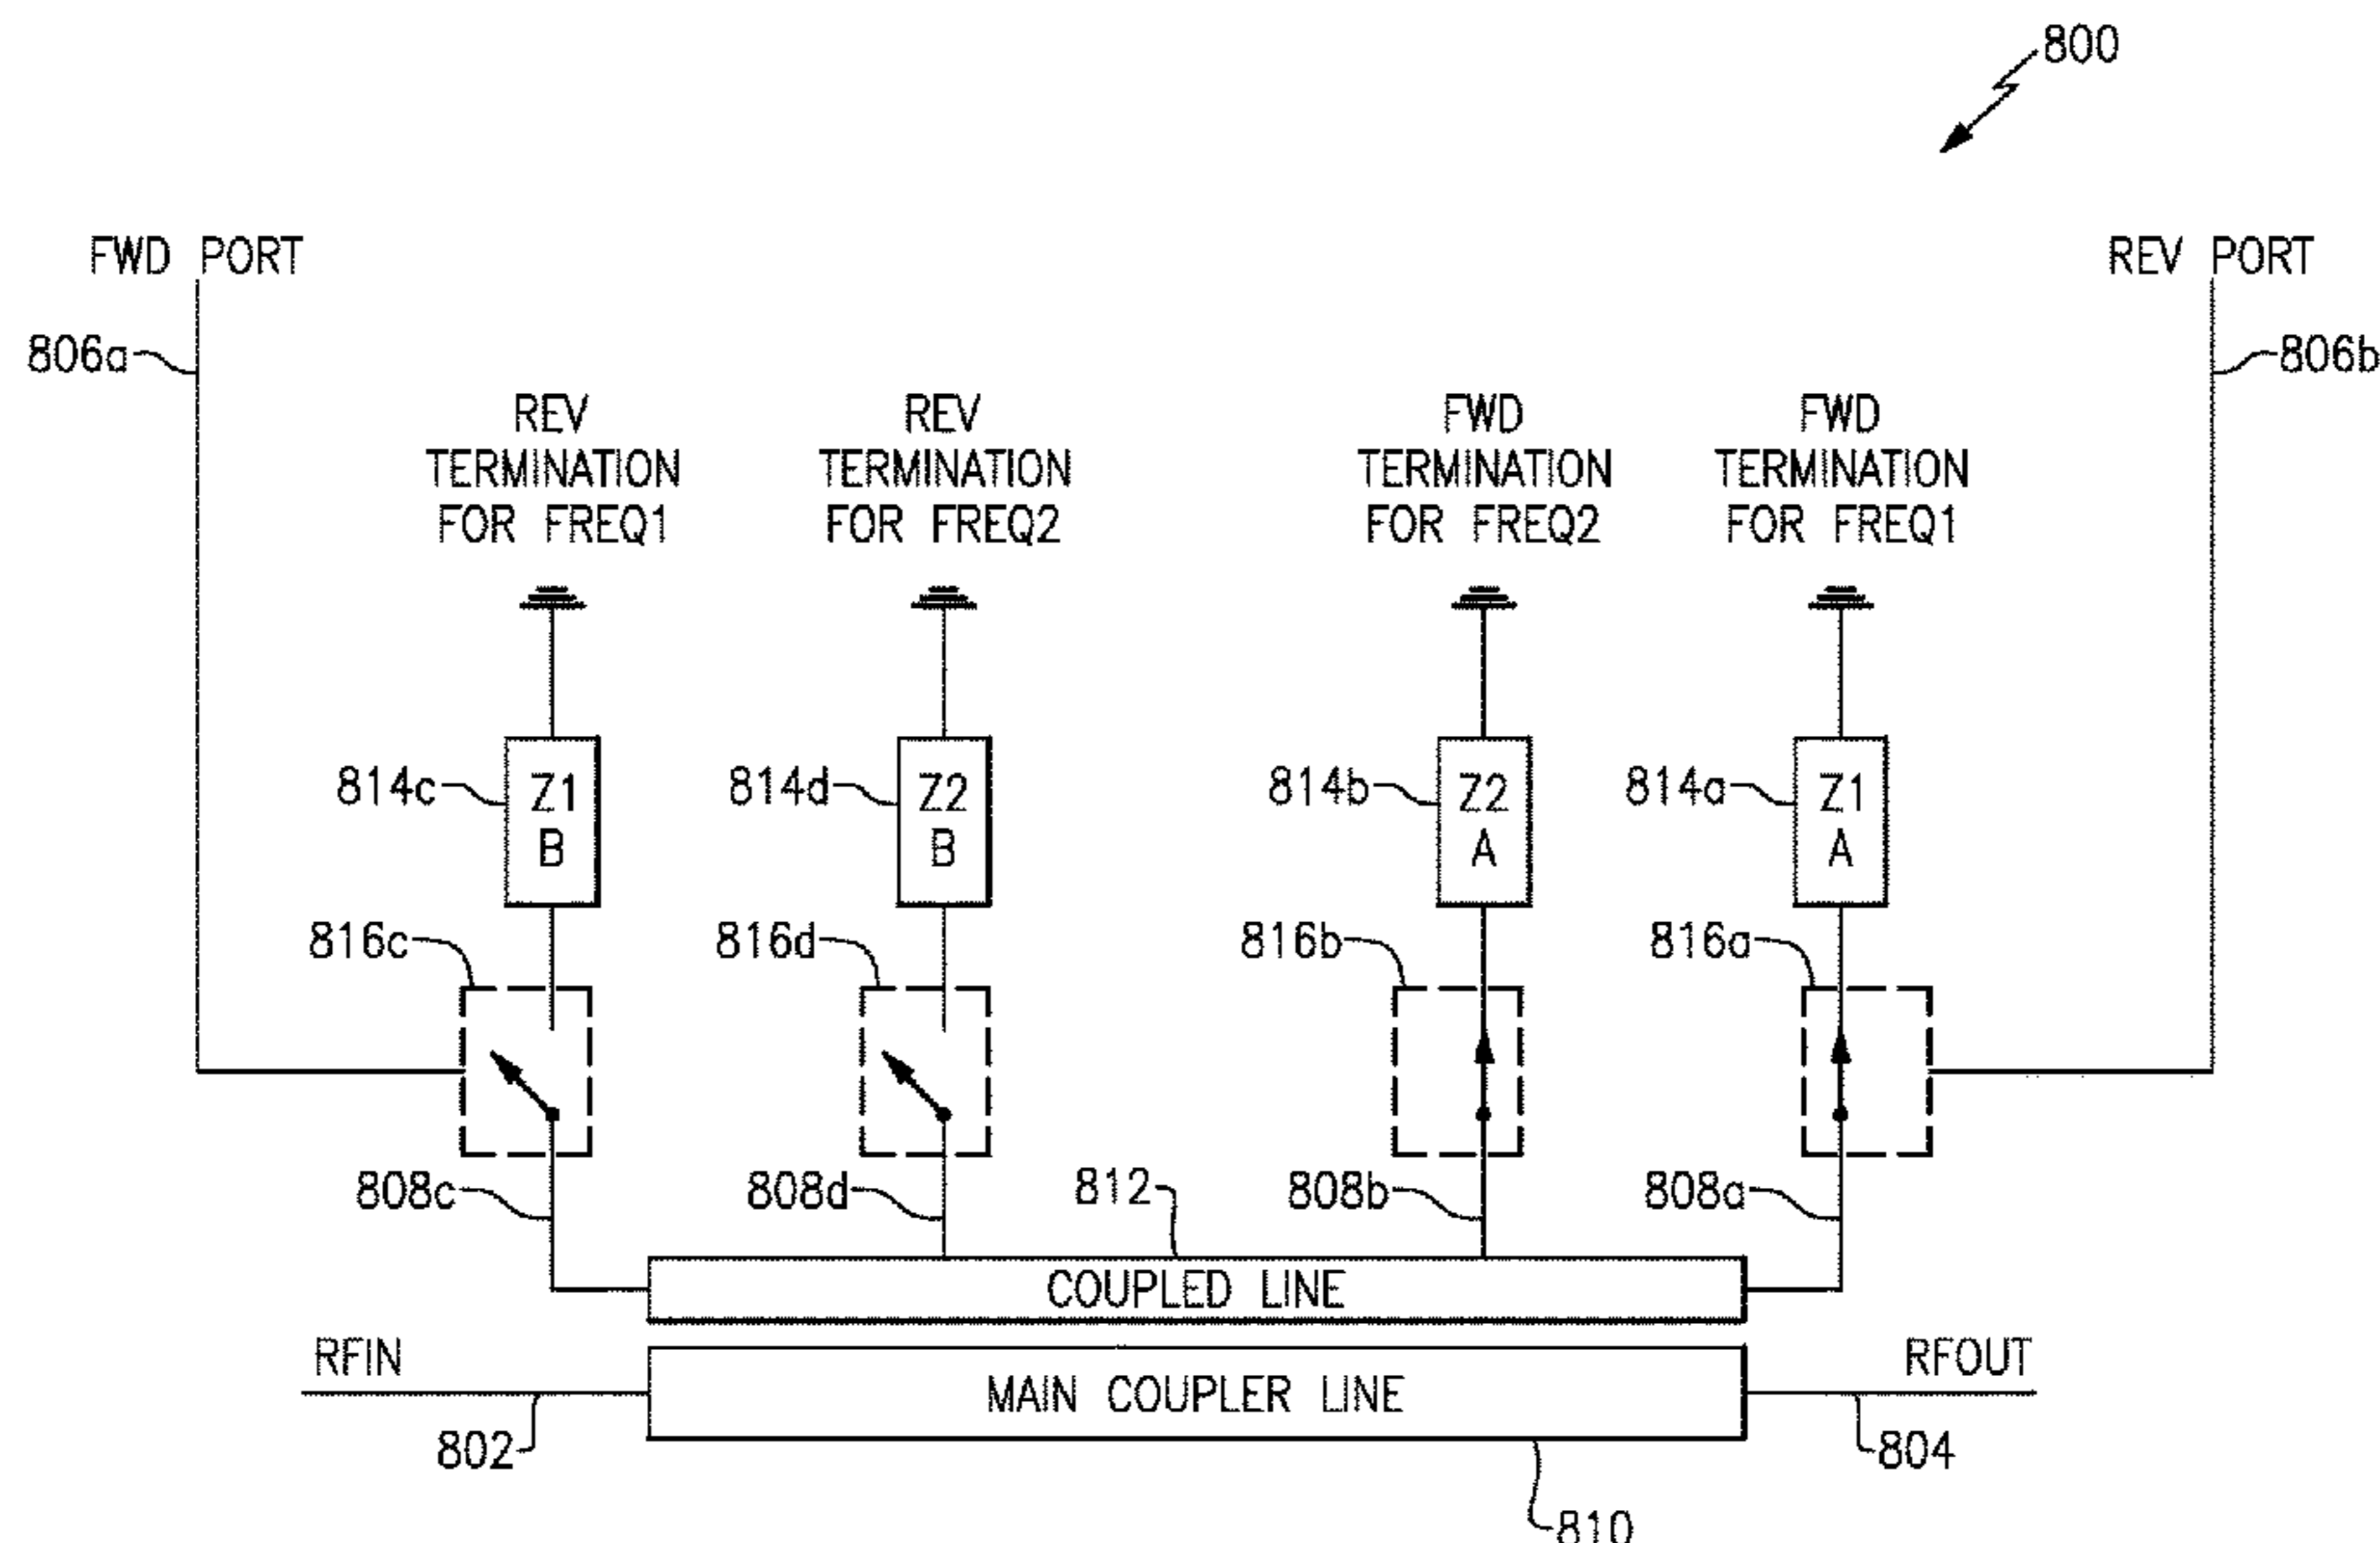 800
FWD PORT
REV PORT
806a
806b
REV
TERMINATION
FOR FREQ1
REV
TERMINATION
FOR FREQ2
FWD
TERMINATION
FOR FREQ2
FWD
TERMINATION
FOR FREQ1
814c
Z1
B
814d
Z2
B
814b
Z2
A
814a
Z1
A
816c
816d
816b
816a
808c
808d
812
808b
808a
COUPLED LINE
RFIN
RFOUT
MAIN COUPLER LINE
802
804
810